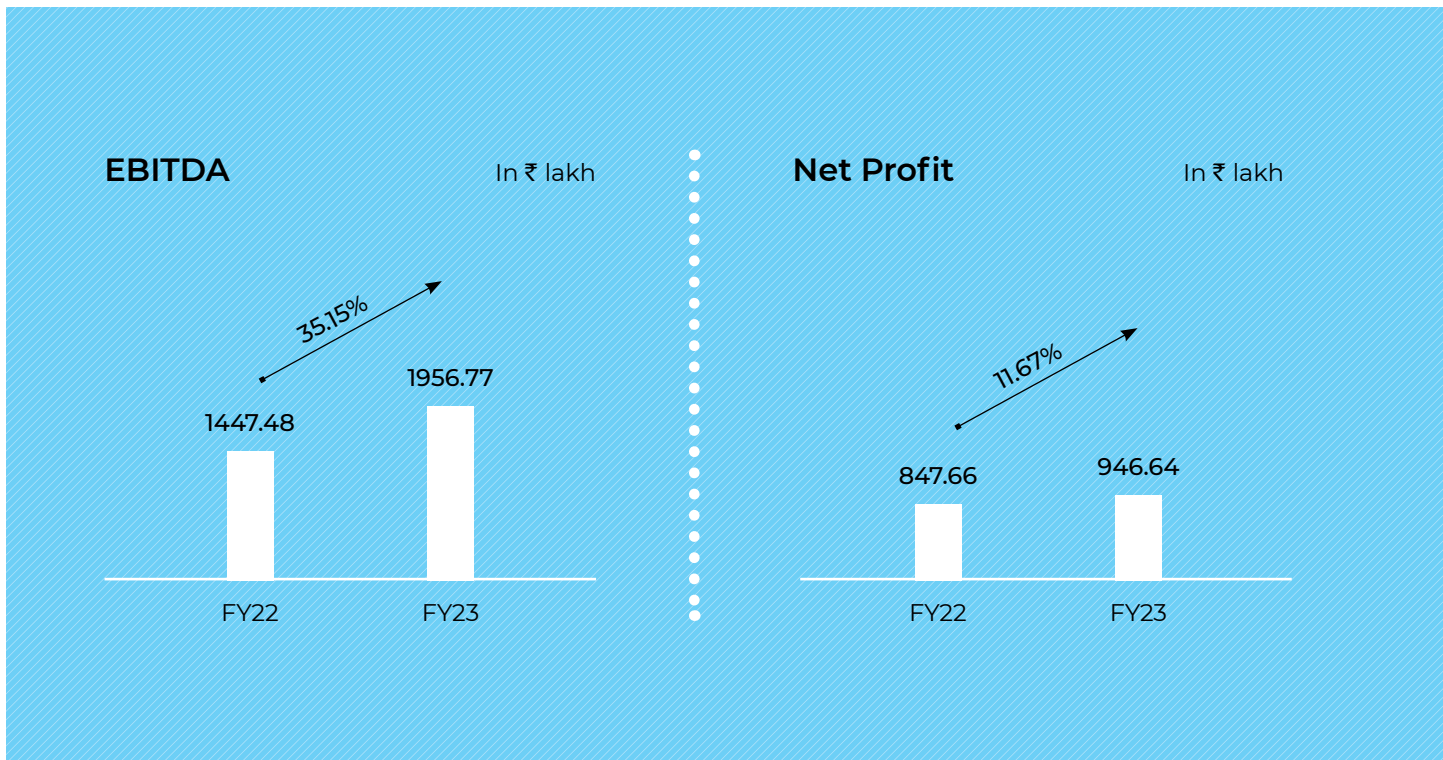 EBITDA In ₹ lakh
35.15%
1956.77
1447.48
FY22 FY23
Net Profit In ₹ lakh
11.67%
946.64
847.66
FY22 FY23